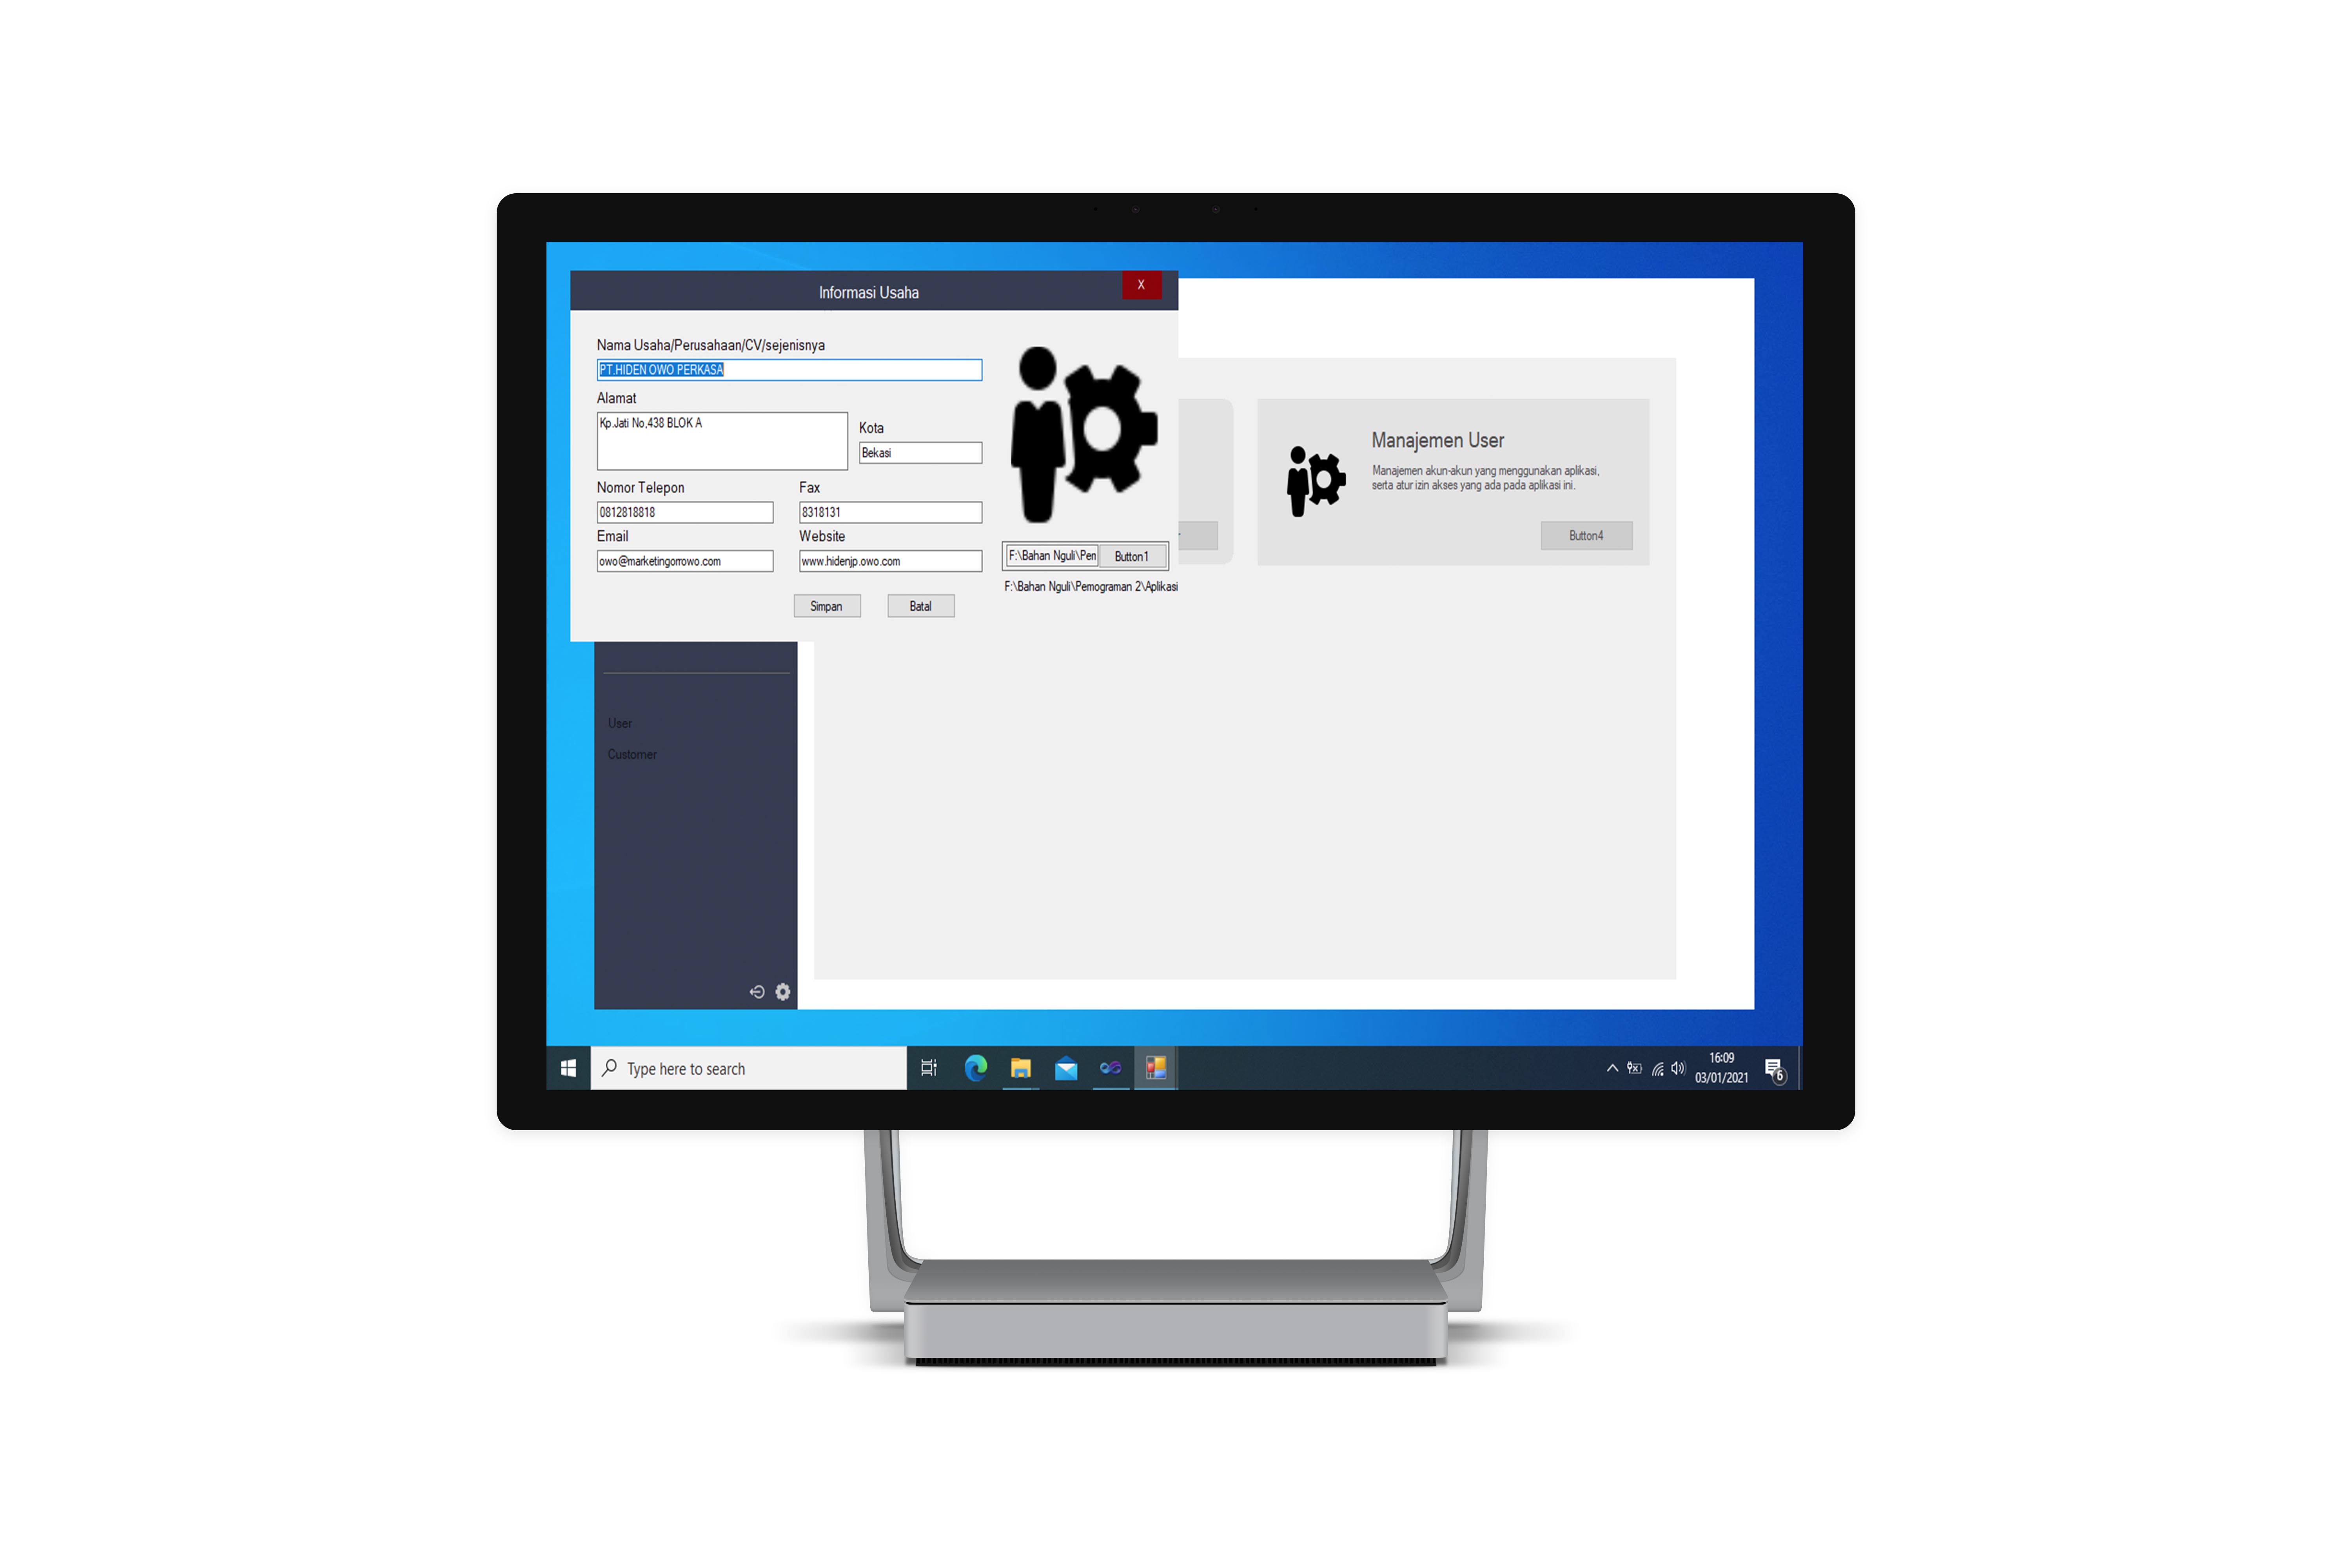 Informasi Usaha
X
Nama Usaha/Perusahaan/CV/sejenisnya
PT.HIDEN OWO PERKASA
Alamat
Kp.Jati No,438 BLOK A
Kota
Bekasi
Nomor Telepon
Fax
0812818818
8318131
Email
Website
owo@marketingorrowo.com
www.hidenjp.owo.com
F:\Bahan Nguli\Pen
Button1
F:\Bahan Nguli\Pemograman 2\Aplikasi
Simpan
Batal
Manajemen User
Manajemen akun-akun yang menggunakan aplikasi,
serta atur izin akses yang ada pada aplikasi ini.
Button4
User
Customer
Type here to search
16:09
03/01/2021
6